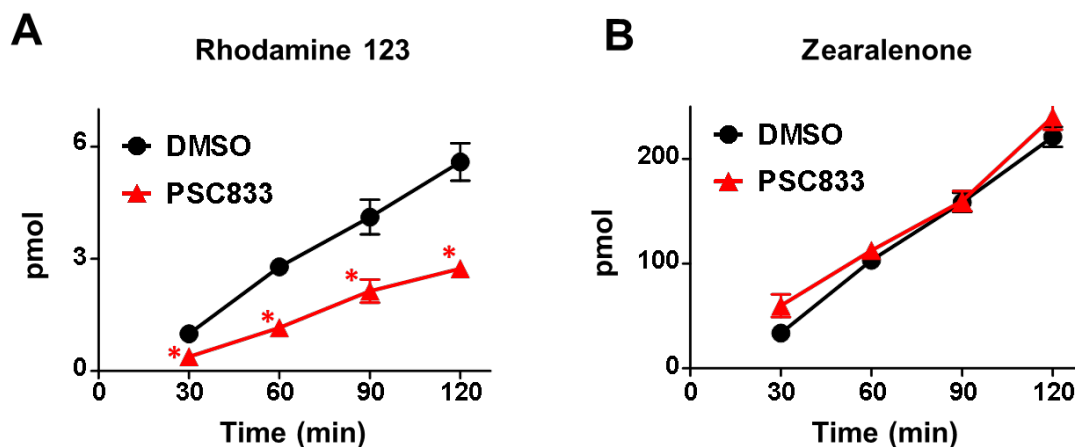 A
Rhodamine 123
DMSO
PSC833
pmol
6
3
0
*
*
*
*
0 30 60 90 120
Time (min)
B
Zearalenone
DMSO
PSC833
pmol
200
100
0
0 30 60 90 120
Time (min)